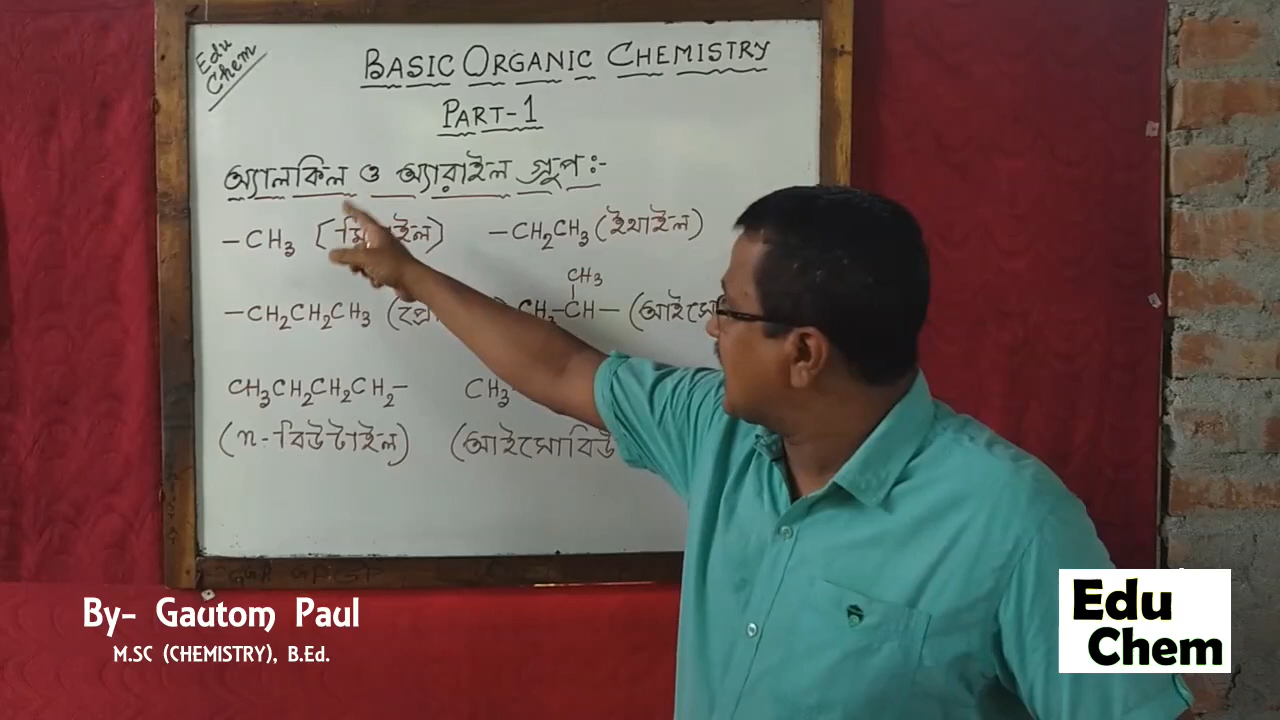 Edu
Chem
BASIC ORGANIC CHEMISTRY
PART-1
অ্যালকিল ও অ্যারাইল গ্রুপ:-
-CH₃ -CH₂CH₃ (ইথাইল)
CH₃
-CH₂CH₂CH₃ CH₃-CH-
CH₃CH₂CH₂CH₂- CH₃
(n-বিউটাইল)
By- Gautom Paul
M.SC (CHEMISTRY), B.Ed.
Edu
Chem